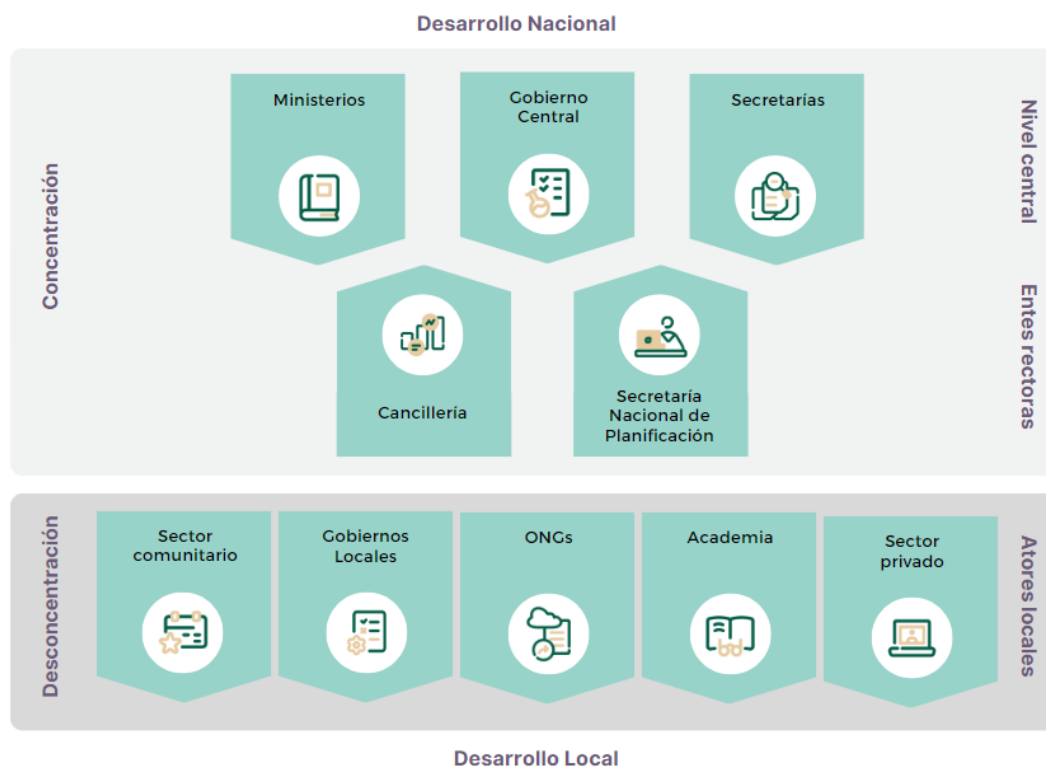 Desarrollo Nacional
Concentración
Nivel central
Ministerios
Gobierno
Central
Secretarías
Entes rectoras
Cancillería
Secretaría
Nacional de
Planificación
Desconcentración
Atores locales
Sector
comunitario
Gobiernos
Locales
ONGs
Academia
Sector
privado
Desarrollo Local